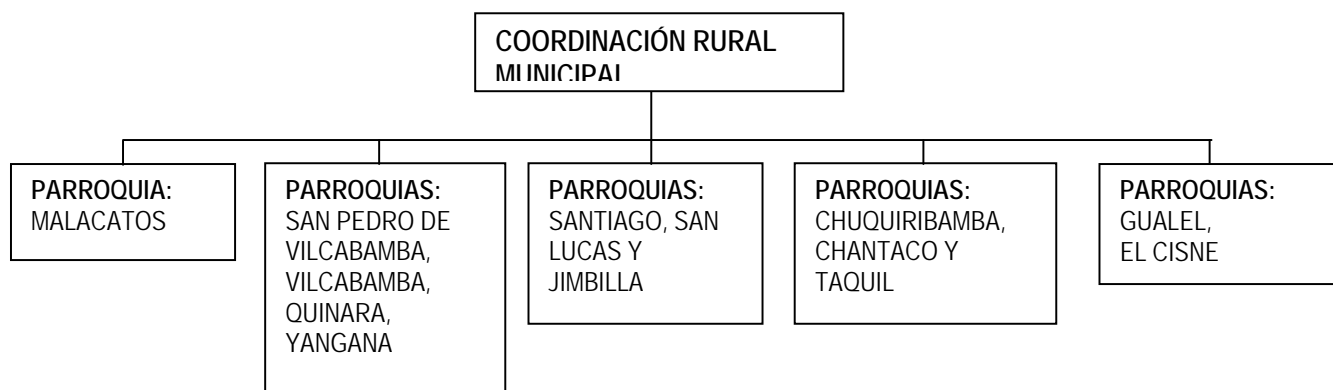 COORDINACIÓN RURAL
MUNICIPAL
PARROQUIA:
MALACATOS
PARROQUIAS:
SAN PEDRO DE
VILCABAMBA,
VILCABAMBA,
QUINARA,
YANGANA
PARROQUIAS:
SANTIAGO, SAN
LUCAS Y
JIMBILLA
PARROQUIAS:
CHUQUIRIBAMBA,
CHANTACO Y
TAQUIL
PARROQUIAS:
GUALEL,
EL CISNE